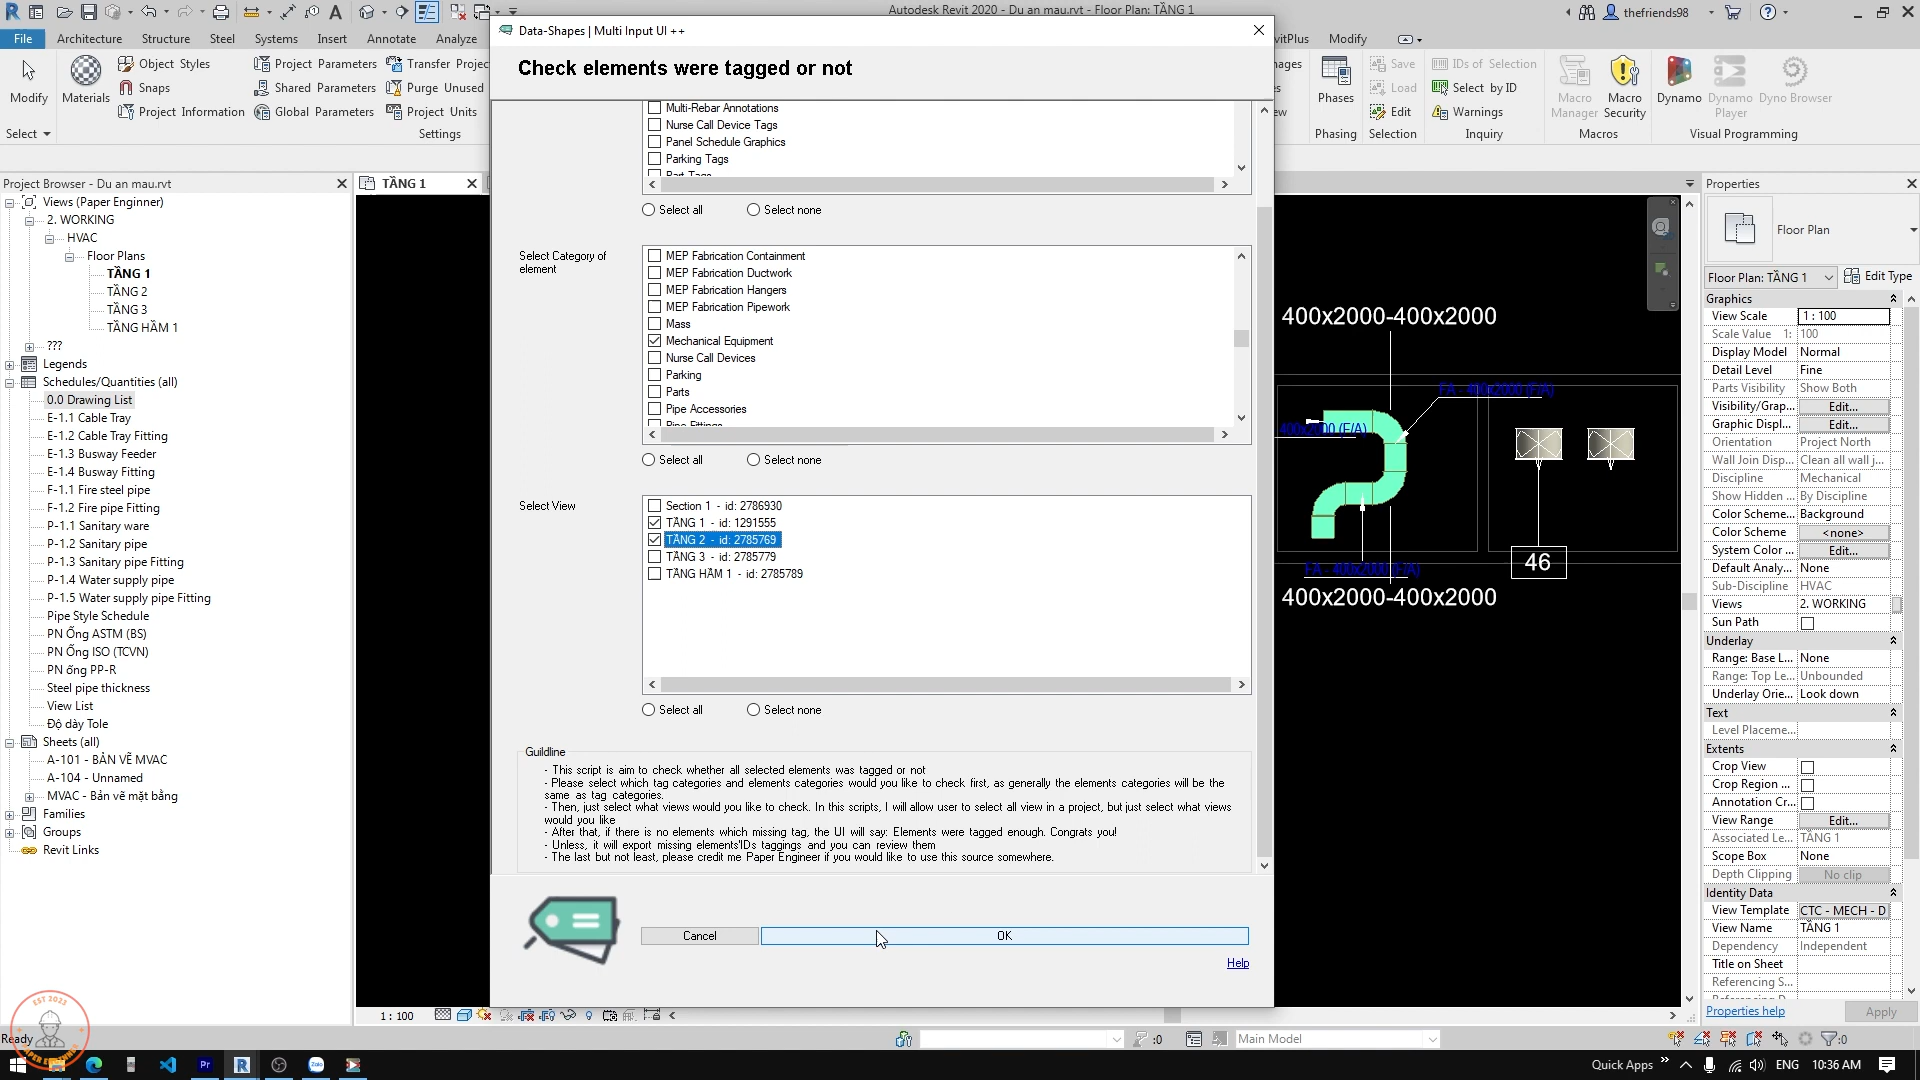 Autodesk Revit 2020 - Du an mau.rvt - Floor Plan: TẦNG 1
thefriends98
File
Architecture
Structure
Steel
Systems
Insert
Annotate
Analyze
Modify
Modify
Materials
Object Styles
Snaps
Project Information
Project Parameters
Shared Parameters
Global Parameters
Purge Unused
Project Units
Select
Settings
Phases
Phasing
Save
Load
Edit
Selection
IDs of Selection
Select by ID
Warnings
Inquiry
Macro Manager
Macro Security
Macros
Dynamo
Dynamo Player
Dyno Browser
Visual Programming
Project Browser - Du an mau.rvt
Views (Paper Enginner)
2. WORKING
HVAC
Floor Plans
TẦNG 1
TẦNG 2
TẦNG 3
TẦNG HẦM 1
???
Legends
Schedules/Quantities (all)
0.0 Drawing List
E-1.1 Cable Tray
E-1.2 Cable Tray Fitting
E-1.3 Busway Feeder
E-1.4 Busway Fitting
F-1.1 Fire steel pipe
F-1.2 Fire pipe Fitting
P-1.1 Sanitary ware
P-1.2 Sanitary pipe
P-1.3 Sanitary pipe Fitting
P-1.4 Water supply pipe
P-1.5 Water supply pipe Fitting
Pipe Style Schedule
PN Ống ASTM (BS)
PN Ống ISO (TCVN)
PN ống PP-R
Steel pipe thickness
View List
Độ dày Tole
Sheets (all)
A-101 - BẢN VẼ MVAC
A-104 - Unnamed
MVAC - Bản vẽ mặt bằng
Families
Groups
Revit Links
TẦNG 1
Data-Shapes | Multi Input UI ++
Check elements were tagged or not
Multi-Rebar Annotations
Nurse Call Device Tags
Panel Schedule Graphics
Parking Tags
Part Tags
Select all
Select none
Select Category of element
MEP Fabrication Containment
MEP Fabrication Ductwork
MEP Fabrication Hangers
MEP Fabrication Pipework
Mass
Mechanical Equipment
Nurse Call Devices
Parking
Parts
Pipe Accessories
Pipe Fittings
Select all
Select none
Select View
Section 1 - id: 2786930
TẦNG 1 - id: 1291555
TẦNG 2 - id: 2785769
TẦNG 3 - id: 2785779
TẦNG HẦM 1 - id: 2785789
Select all
Select none
Guildline
- This script is aim to check whether all selected elements was tagged or not
- Please select which tag categories and elements categories would you like to check first, as generally the elements categories will be
same as tag categories.
- Then, just select what views would you like to check. In this scripts, I will allow user to select all view in a project, but just select what views
would you like
- After that, if there is no elements which missing tag, the UI will say: Elements were tagged enough. Congrats you!
- Unless, it will export missing elements'IDs taggings and you can review them
- The last but not least, please credit me Paper Engineer if you would like to use this source somewhere.
Cancel
OK
Help
400x2000-400x2000
FA - 400x2000 (F/A)
400x2000 (F/A)
FA - 400x2000 (F/A)
400x2000-400x2000
46
Properties
Floor Plan
Floor Plan: TẦNG 1
Edit Type
Graphics
View Scale
1 : 100
Scale Value 1:
100
Display Model
Normal
Detail Level
Fine
Parts Visibility
Show Both
Visibility/Grap...
Edit...
Graphic Displ...
Edit...
Orientation
Project North
Wall Join Disp...
Clean all wall j...
Discipline
Mechanical
Show Hidden ...
By Discipline
Color Scheme...
Background
Color Scheme
<none>
System Color ...
Edit...
Default Analy...
None
Sub-Discipline
HVAC
Views
2. WORKING
Sun Path
Underlay
Range: Base L...
None
Range: Top Le...
Unbounded
Underlay Orie...
Look down
Text
Level Placeme...
Extents
Crop View
Crop Region ...
Annotation Cr...
View Range
Edit...
Associated Le...
TẦNG 1
Scope Box
None
Depth Clipping
No clip
Identity Data
View Template
CTC - MECH - D
View Name
TẦNG 1
Dependency
Independent
Title on Sheet
Referencing S...
Properties help
Apply
1 : 100
EST 2023
Ready
:0
Main Model
:0
Quick Apps
ENG
10:36 AM